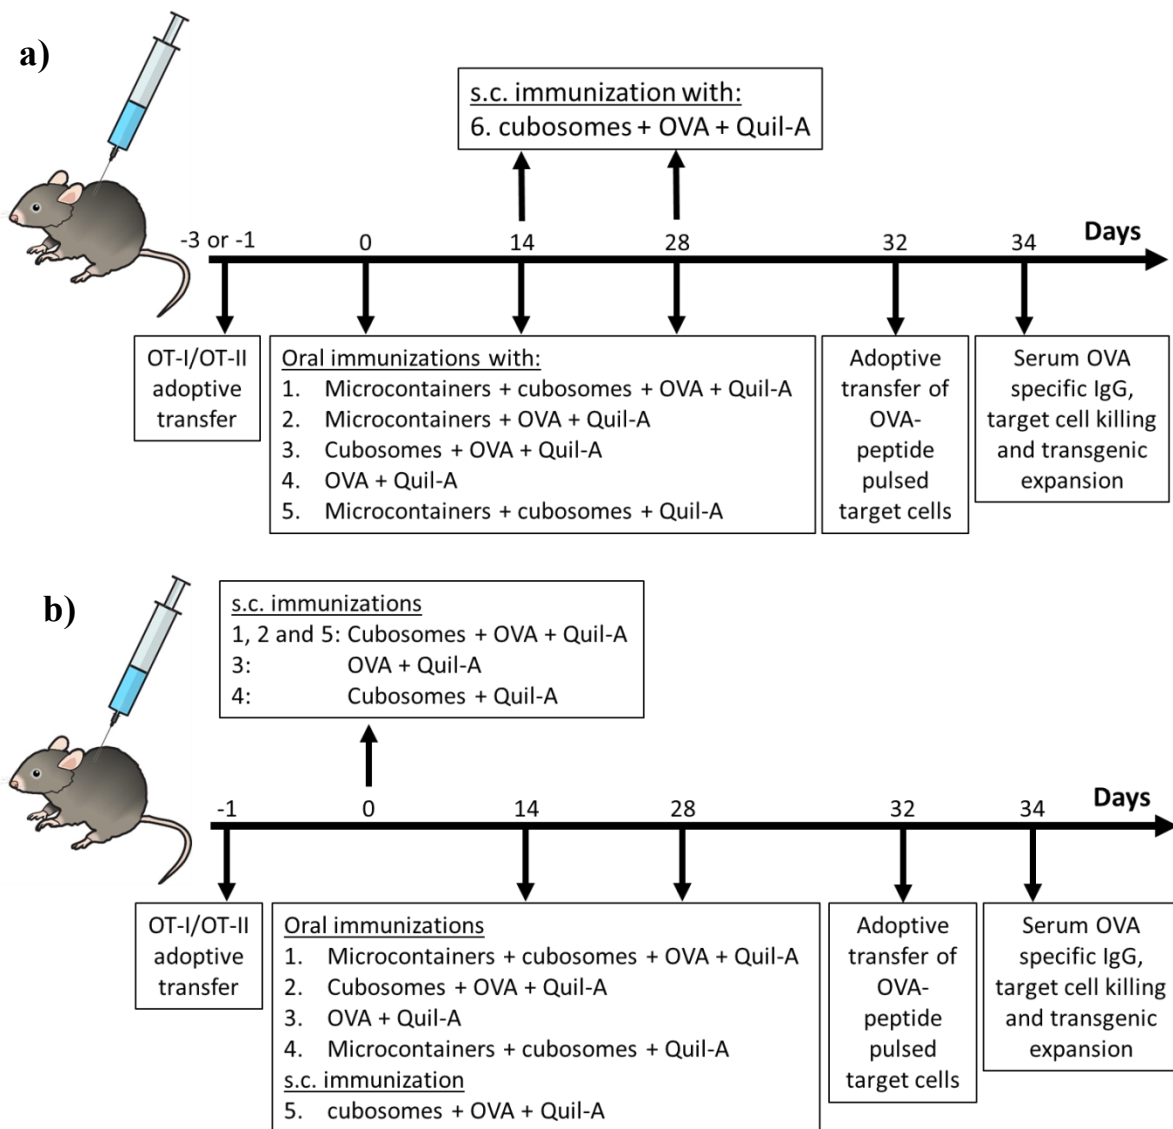 a)
s.c. immunization with:
6. cubosomes + OVA + Quil-A
-3 or -1
0
14
28
32
34
Days
OT-I/OT-II
adoptive
transfer
Oral immunizations with:
1. Microcontainers + cubosomes + OVA + Quil-A
2. Microcontainers + OVA + Quil-A
3. Cubosomes + OVA + Quil-A
4. OVA + Quil-A
5. Microcontainers + cubosomes + Quil-A
Adoptive
transfer of
OVA-
peptide
pulsed
target cells
Serum OVA
specific IgG,
target cell killing
and transgenic
expansion
b)
s.c. immunizations
1, 2 and 5: Cubosomes + OVA + Quil-A
3: OVA + Quil-A
4: Cubosomes + Quil-A
-1
0
14
28
32
34
Days
OT-I/OT-II
adoptive
transfer
Oral immunizations
1. Microcontainers + cubosomes + OVA + Quil-A
2. Cubosomes + OVA + Quil-A
3. OVA + Quil-A
4. Microcontainers + cubosomes + Quil-A
s.c. immunization
5. cubosomes + OVA + Quil-A
Adoptive
transfer of
OVA-
peptide
pulsed
target cells
Serum OVA
specific IgG,
target cell killing
and transgenic
expansion